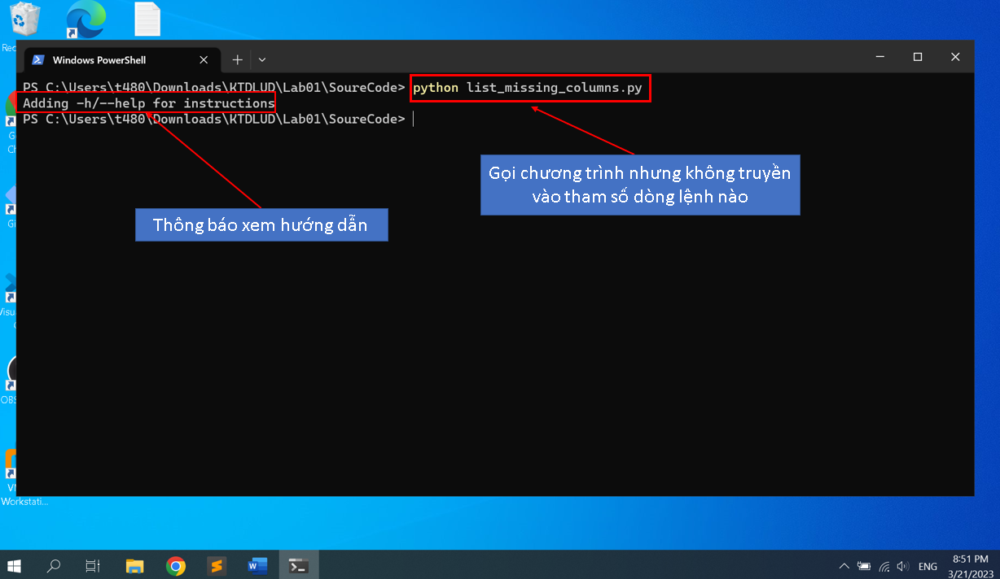 Rec
Windows PowerShell
PS C:\Users\t480\Downloads\KTDLUD\Lab01\SoureCode> python list_missing_columns.py
Adding -h/--help for instructions
PS C:\Users\t480\Downloads\KTDLUD\Lab01\SoureCode>
G
Ch
Gọi chương trình nhưng không truyền
vào tham số dòng lệnh nào
Gi
Thông báo xem hướng dẫn
Visu
C
OBS
VM
Workstati...
ENG
8:51 PM
3/21/2023